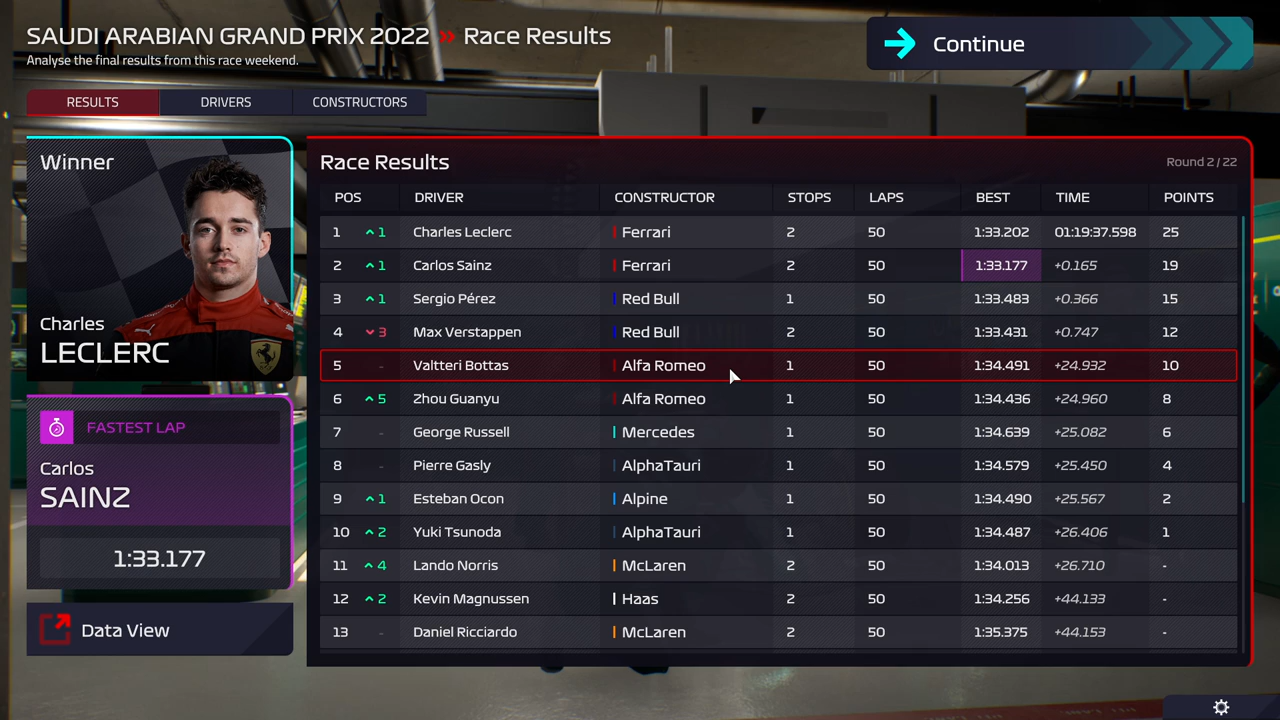 SAUDI ARABIAN GRAND PRIX 2022 » Race Results
Analyse the final results from this race weekend.
Continue
RESULTS DRIVERS CONSTRUCTORS
Winner
Charles
LECLERC
FASTEST LAP
Carlos
SAINZ
1:33.177
Data View
Race Results Round 2 / 22
POS DRIVER CONSTRUCTOR STOPS LAPS BEST TIME POINTS
1 1 Charles Leclerc Ferrari 2 50 1:33.202 01:19:37.598 25
2 1 Carlos Sainz Ferrari 2 50 1:33.177 +0.165 19
3 1 Sergio Pérez Red Bull 1 50 1:33.483 +0.366 15
4 3 Max Verstappen Red Bull 2 50 1:33.431 +0.747 12
5 - Valtteri Bottas Alfa Romeo 1 50 1:34.491 +24.932 10
6 5 Zhou Guanyu Alfa Romeo 1 50 1:34.436 +24.960 8
7 - George Russell Mercedes 1 50 1:34.639 +25.082 6
8 - Pierre Gasly AlphaTauri 1 50 1:34.579 +25.450 4
9 1 Esteban Ocon Alpine 1 50 1:34.490 +25.567 2
10 2 Yuki Tsunoda AlphaTauri 1 50 1:34.487 +26.406 1
11 4 Lando Norris McLaren 2 50 1:34.013 +26.710 -
12 2 Kevin Magnussen Haas 2 50 1:34.256 +44.133 -
13 - Daniel Ricciardo McLaren 2 50 1:35.375 +44.153 -